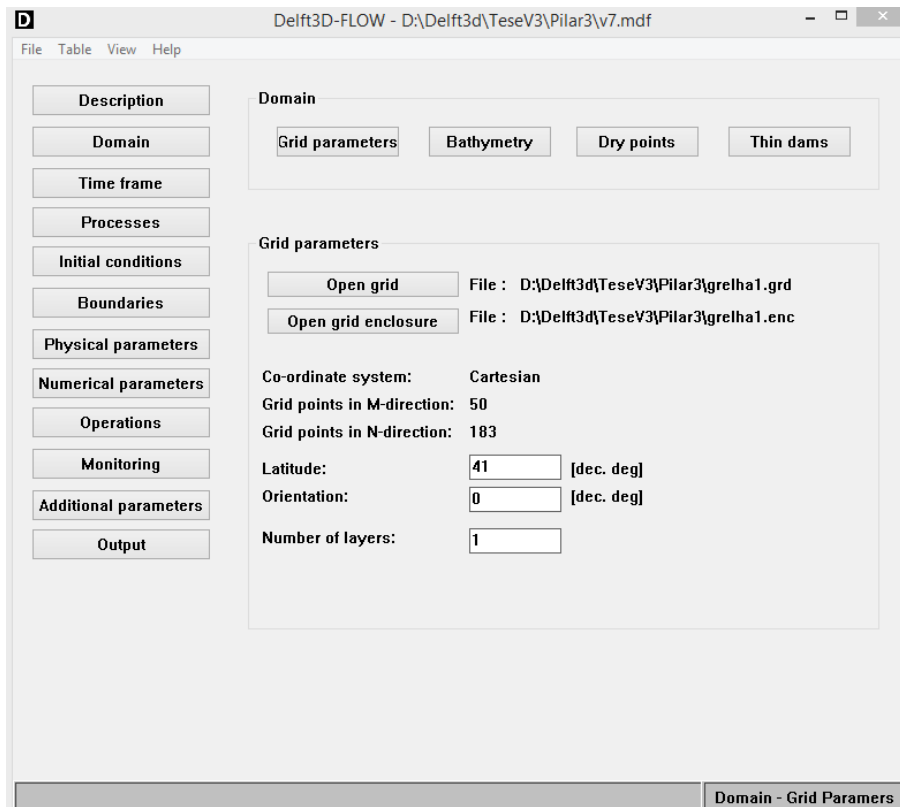 D Delft3D-FLOW - D:\Delft3d\TeseV3\Pilar3\v7.mdf
File Table View Help
Description
Domain
Time frame
Processes
Initial conditions
Boundaries
Physical parameters
Numerical parameters
Operations
Monitoring
Additional parameters
Output
Domain
Grid parameters Bathymetry Dry points Thin dams
Grid parameters
Open grid File : D:\Delft3d\TeseV3\Pilar3\grelha1.grd
Open grid enclosure File : D:\Delft3d\TeseV3\Pilar3\grelha1.enc
Co-ordinate system: Cartesian
Grid points in M-direction: 50
Grid points in N-direction: 183
Latitude: 41 [dec. deg]
Orientation: 0 [dec. deg]
Number of layers: 1
Domain - Grid Paramers